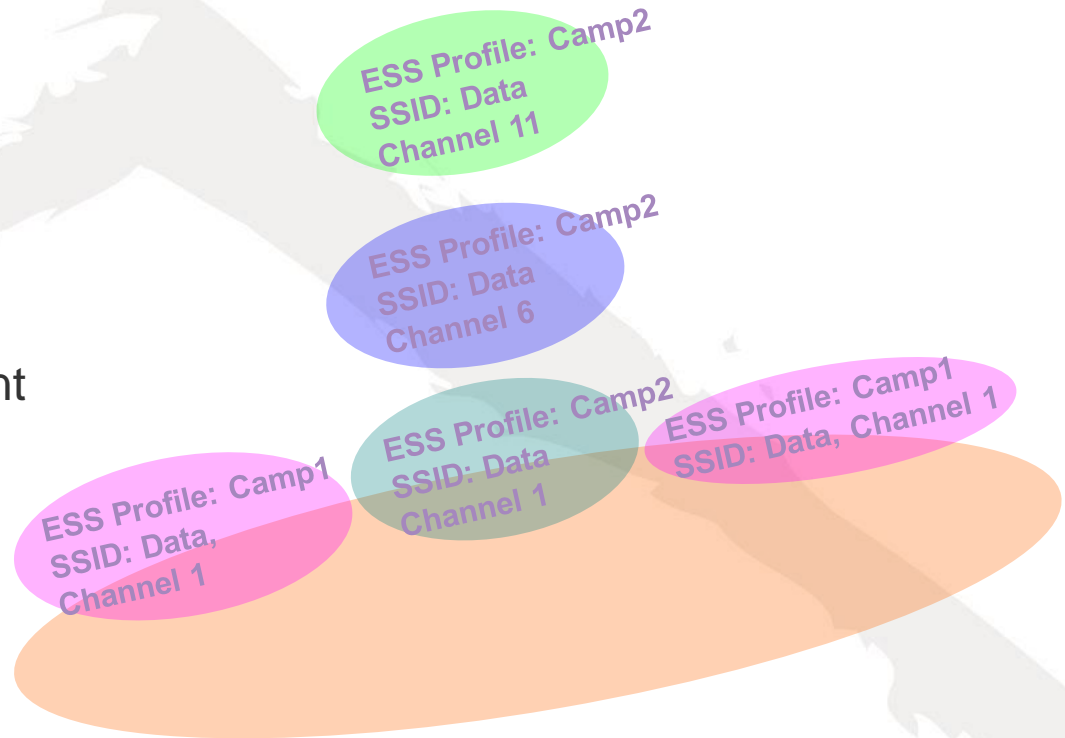 ESS Profile: Camp2
SSID: Data
Channel 11
ESS Profile: Camp2
SSID: Data
Channel 6
nt
ESS Profile: Camp2
SSID: Data
Channel 1
ESS Profile: Camp1
SSID: Data, Channel 1
ESS Profile: Camp1
SSID: Data,
Channel 1